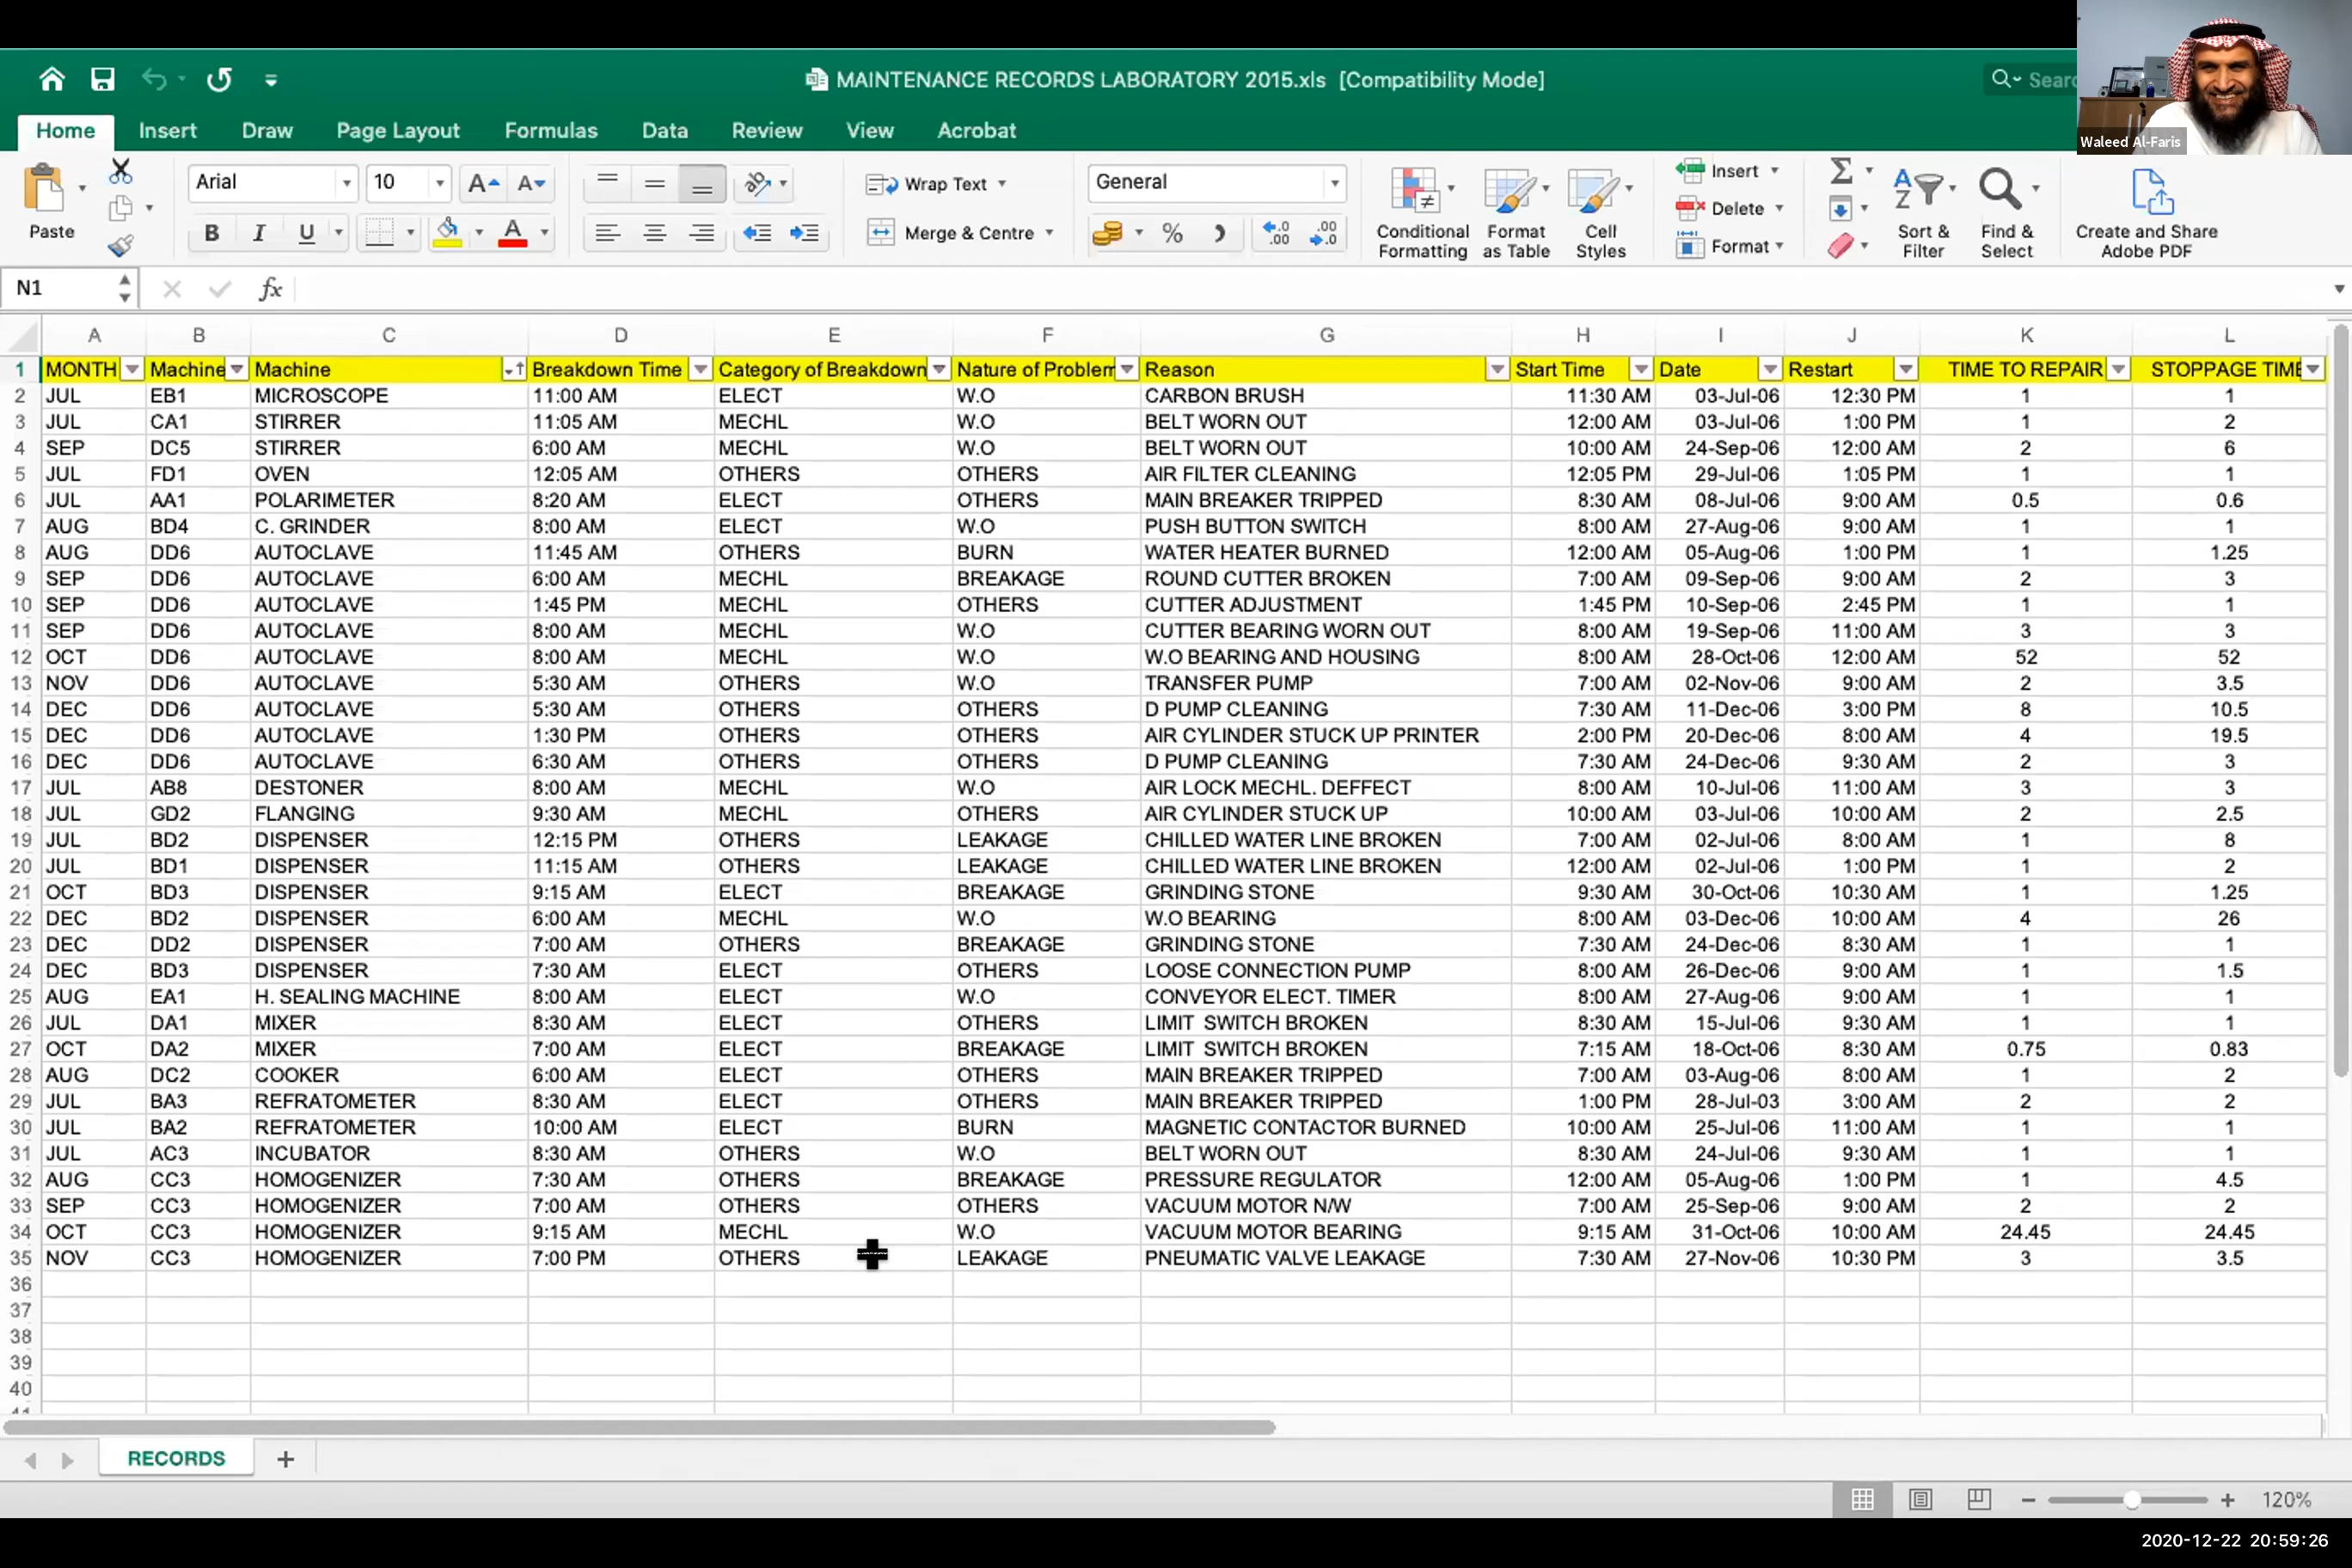 MAINTENANCE RECORDS LABORATORY 2015.xls [Compatibility Mode]
Waleed Al-Faris
Home Insert Draw Page Layout Formulas Data Review View Acrobat
Paste
Arial 10
B I U
Wrap Text
Merge & Centre
General
Conditional Formatting
Format as Table
Cell Styles
Insert
Delete
Format
Sort & Filter
Find & Select
Create and Share Adobe PDF
N1 fx
A B C D E F G H I J K L
1 MONTH Machine Machine Breakdown Time Category of Breakdown Nature of Problem Reason Start Time Date Restart TIME TO REPAIR STOPPAGE TIME
2 JUL EB1 MICROSCOPE 11:00 AM ELECT W.O CARBON BRUSH 11:30 AM 03-Jul-06 12:30 PM 1 1
3 JUL CA1 STIRRER 11:05 AM MECHL W.O BELT WORN OUT 12:00 AM 03-Jul-06 1:00 PM 1 2
4 SEP DC5 STIRRER 6:00 AM MECHL W.O BELT WORN OUT 10:00 AM 24-Sep-06 12:00 AM 2 6
5 JUL FD1 OVEN 12:05 AM OTHERS OTHERS AIR FILTER CLEANING 12:05 PM 29-Jul-06 1:05 PM 1 1
6 JUL AA1 POLARIMETER 8:20 AM ELECT OTHERS MAIN BREAKER TRIPPED 8:30 AM 08-Jul-06 9:00 AM 0.5 0.6
7 AUG BD4 C. GRINDER 8:00 AM ELECT W.O PUSH BUTTON SWITCH 8:00 AM 27-Aug-06 9:00 AM 1 1
8 AUG DD6 AUTOCLAVE 11:45 AM OTHERS BURN WATER HEATER BURNED 12:00 AM 05-Aug-06 1:00 PM 1 1.25
9 SEP DD6 AUTOCLAVE 6:00 AM MECHL BREAKAGE ROUND CUTTER BROKEN 7:00 AM 09-Sep-06 9:00 AM 2 3
10 SEP DD6 AUTOCLAVE 1:45 PM MECHL OTHERS CUTTER ADJUSTMENT 1:45 PM 10-Sep-06 2:45 PM 1 1
11 SEP DD6 AUTOCLAVE 8:00 AM MECHL W.O CUTTER BEARING WORN OUT 8:00 AM 19-Sep-06 11:00 AM 3 3
12 OCT DD6 AUTOCLAVE 8:00 AM MECHL W.O W.O BEARING AND HOUSING 8:00 AM 28-Oct-06 12:00 AM 52 52
13 NOV DD6 AUTOCLAVE 5:30 AM OTHERS W.O TRANSFER PUMP 7:00 AM 02-Nov-06 9:00 AM 2 3.5
14 DEC DD6 AUTOCLAVE 5:30 AM OTHERS OTHERS D PUMP CLEANING 7:30 AM 11-Dec-06 3:00 PM 8 10.5
15 DEC DD6 AUTOCLAVE 1:30 PM OTHERS OTHERS AIR CYLINDER STUCK UP PRINTER 2:00 PM 20-Dec-06 8:00 AM 4 19.5
16 DEC DD6 AUTOCLAVE 6:30 AM OTHERS OTHERS D PUMP CLEANING 7:30 AM 24-Dec-06 9:30 AM 2 3
17 JUL AB8 DESTONER 8:00 AM MECHL W.O AIR LOCK MECHL. DEFFECT 8:00 AM 10-Jul-06 11:00 AM 3 3
18 JUL GD2 FLANGING 9:30 AM MECHL OTHERS AIR CYLINDER STUCK UP 10:00 AM 03-Jul-06 10:00 AM 2 2.5
19 JUL BD2 DISPENSER 12:15 PM OTHERS LEAKAGE CHILLED WATER LINE BROKEN 7:00 AM 02-Jul-06 8:00 AM 1 8
20 JUL BD1 DISPENSER 11:15 AM OTHERS LEAKAGE CHILLED WATER LINE BROKEN 12:00 AM 02-Jul-06 1:00 PM 1 2
21 OCT BD3 DISPENSER 9:15 AM ELECT BREAKAGE GRINDING STONE 9:30 AM 30-Oct-06 10:30 AM 1 1.25
22 DEC BD2 DISPENSER 6:00 AM MECHL W.O W.O BEARING 8:00 AM 03-Dec-06 10:00 AM 4 26
23 DEC DD2 DISPENSER 7:00 AM OTHERS BREAKAGE GRINDING STONE 7:30 AM 24-Dec-06 8:30 AM 1 1
24 DEC BD3 DISPENSER 7:30 AM ELECT OTHERS LOOSE CONNECTION PUMP 8:00 AM 26-Dec-06 9:00 AM 1 1.5
25 AUG EA1 H. SEALING MACHINE 8:00 AM ELECT W.O CONVEYOR ELECT. TIMER 8:00 AM 27-Aug-06 9:00 AM 1 1
26 JUL DA1 MIXER 8:30 AM ELECT OTHERS LIMIT SWITCH BROKEN 8:30 AM 15-Jul-06 9:30 AM 1 1
27 OCT DA2 MIXER 7:00 AM ELECT BREAKAGE LIMIT SWITCH BROKEN 7:15 AM 18-Oct-06 8:30 AM 0.75 0.83
28 AUG DC2 COOKER 6:00 AM ELECT OTHERS MAIN BREAKER TRIPPED 7:00 AM 03-Aug-06 8:00 AM 1 2
29 JUL BA3 REFRATOMETER 8:30 AM ELECT OTHERS MAIN BREAKER TRIPPED 1:00 PM 28-Jul-03 3:00 AM 2 2
30 JUL BA2 REFRATOMETER 10:00 AM ELECT BURN MAGNETIC CONTACTOR BURNED 10:00 AM 25-Jul-06 11:00 AM 1 1
31 JUL AC3 INCUBATOR 8:30 AM OTHERS W.O BELT WORN OUT 8:30 AM 24-Jul-06 9:30 AM 1 1
32 AUG CC3 HOMOGENIZER 7:30 AM OTHERS BREAKAGE PRESSURE REGULATOR 12:00 AM 05-Aug-06 1:00 PM 1 4.5
33 SEP CC3 HOMOGENIZER 7:00 AM OTHERS OTHERS VACUUM MOTOR N/W 7:00 AM 25-Sep-06 9:00 AM 2 2
34 OCT CC3 HOMOGENIZER 9:15 AM MECHL W.O VACUUM MOTOR BEARING 9:15 AM 31-Oct-06 10:00 AM 24.45 24.45
35 NOV CC3 HOMOGENIZER 7:00 PM OTHERS LEAKAGE PNEUMATIC VALVE LEAKAGE 7:30 AM 27-Nov-06 10:30 PM 3 3.5
36
37
38
39
40
RECORDS
120%
2020-12-22 20:59:26